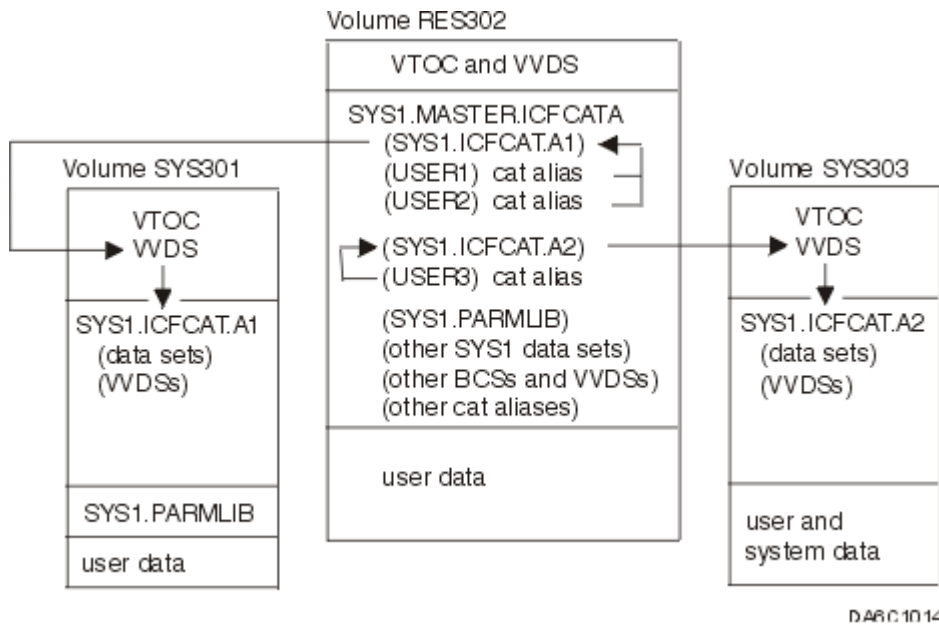 Volume RES302
VTOC and VVDS
SYS1.MASTER.ICFCATA
(SYS1.ICFCAT.A1)
(USER1) cat alias
(USER2) cat alias
(SYS1.ICFCAT.A2)
(USER3) cat alias
(SYS1.PARMLIB)
(other SYS1 data sets)
(other BCSs and VVDSs)
(other cat aliases)
user data
Volume SYS301
VTOC
VVDS
SYS1.ICFCAT.A1
(data sets)
(VVDSs)
SYS1.PARMLIB
user data
Volume SYS303
VTOC
VVDS
SYS1.ICFCAT.A2
(data sets)
(VVDSs)
user and
system data
DA6C1014